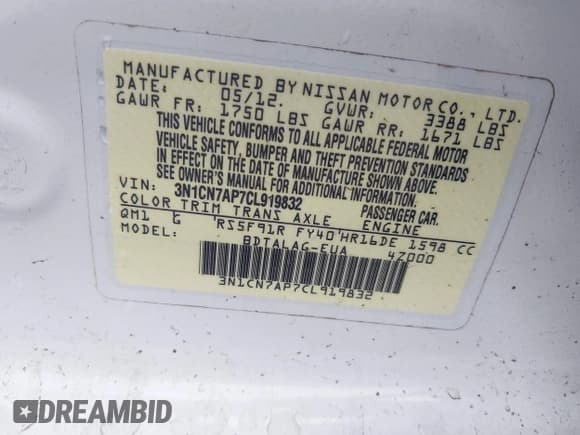 MANUFACTURED BY NISSAN MOTOR CO., LTD.
DATE: 05/12. GVWR: 3388 LBS
GAWR FR: 1750 LBS GAWR RR: 1671 LBS
THIS VEHICLE CONFORMS TO ALL APPLICABLE FEDERAL MOTOR
VEHICLE SAFETY, BUMPER AND THEFT PREVENTION STANDARDS
IN EFFECT ON THE DATE OF MANUFACTURE SHOWN ABOVE.
SEE OWNER'S MANUAL FOR ADDITIONAL INFORMATION
VIN: 3N1CN7AP7CL919832 PASSENGER CAR.
COLOR TRIM TRANS AXLE ENGINE
QM1 G RS5F91R FY40 HR16DE 1598 CC
MODEL: BDTALAG-EUA 4Z000
3N1CN7AP7CL919832
DREAMBID